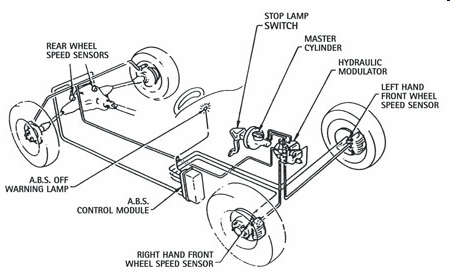 STOP LAMP
SWITCH
MASTER
CYLINDER
REAR WHEEL
SPEED SENSORS
HYDRAULIC
MODULATOR
LEFT HAND
FRONT WHEEL
SPEED SENSOR
A.B.S. OFF
WARNING LAMP
A.B.S.
CONTROL MODULE
RIGHT HAND FRONT
WHEEL SPEED SENSOR